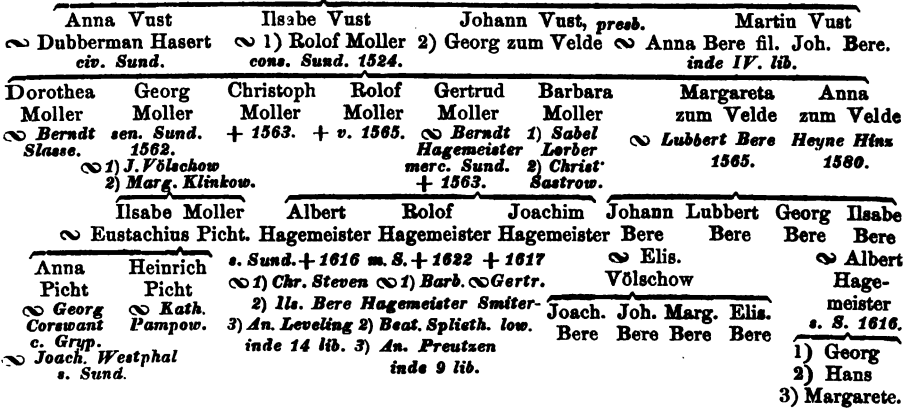 Anna Vust Ilsabe Vust Johann Vust, presb. Martin Vust
∾ Dubberman Hasert ∾ 1) Rolof Moller 2) Georg zum Velde ∾ Anna Bere fil. Joh. Bere.
civ. Sund. cons. Sund. 1524. inde IV. lib.
Dorothea Georg Christoph Rolof Gertrud Barbara Margareta Anna
Moller Moller Moller Moller Moller Moller zum Velde zum Velde
∾ Berndt sen. Sund. + 1563. + v. 1565. ∾ Berndt 1) Sabel ∾ Lubbert Bere Heyne Hinz
Slasse. 1562. Hagemeister Lorber 1565. 1580.
∾ 1) J. Völschow merc. Sund. 2) Christ.
2) Marg. Klinkow. + 1563. Sastrow.
Ilsabe Moller Albert Rolof Joachim Johann Lubbert Georg Ilsabe
∾ Eustachius Picht. Hagemeister Hagemeister Hagemeister Bere Bere Bere Bere
Anna Heinrich s. Sund. + 1616 m. S. + 1622 + 1617 ∾ Elis. ∾ Albert
Picht Picht ∾ 1) Chr. Steven ∾ 1) Barb. ∾ Gertr. Völschow Hage-
∾ Georg ∾ Kath. 2) Ils. Bere Hagemeister Smiter- Joach. Joh. Marg. Elis. meister
Corswant Pampow. 3) An. Leveling 2) Beat. Splieth. low. Bere Bere Bere Bere s. S. 1616.
c. Gryp. inde 14 lib. 3) An. Preutzen 1) Georg
∾ Joach. Westphal inde 9 lib. 2) Hans
s. Sund. 3) Margarete.